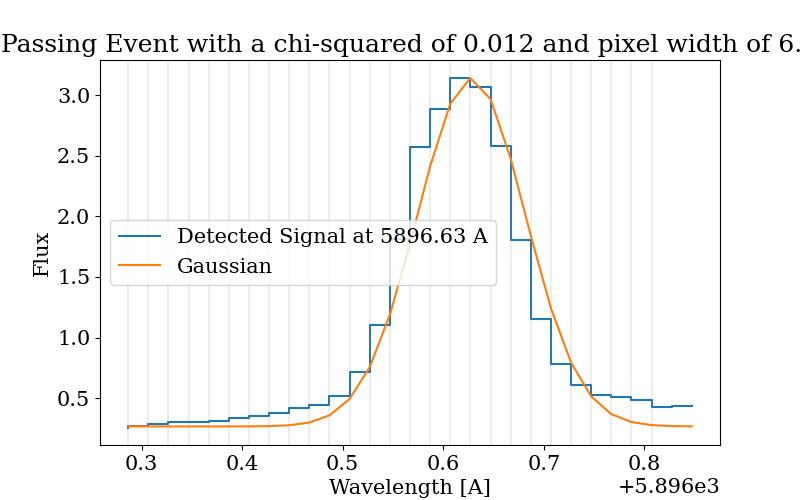 Passing Event with a chi-squared of 0.012 and pixel width of 6.
3.0
2.5
2.0
1.5
1.0
0.5
Flux
Detected Signal at 5896.63 A
Gaussian
0.3 0.4 0.5 0.6 0.7 0.8
Wavelength [A]
+5.896e3